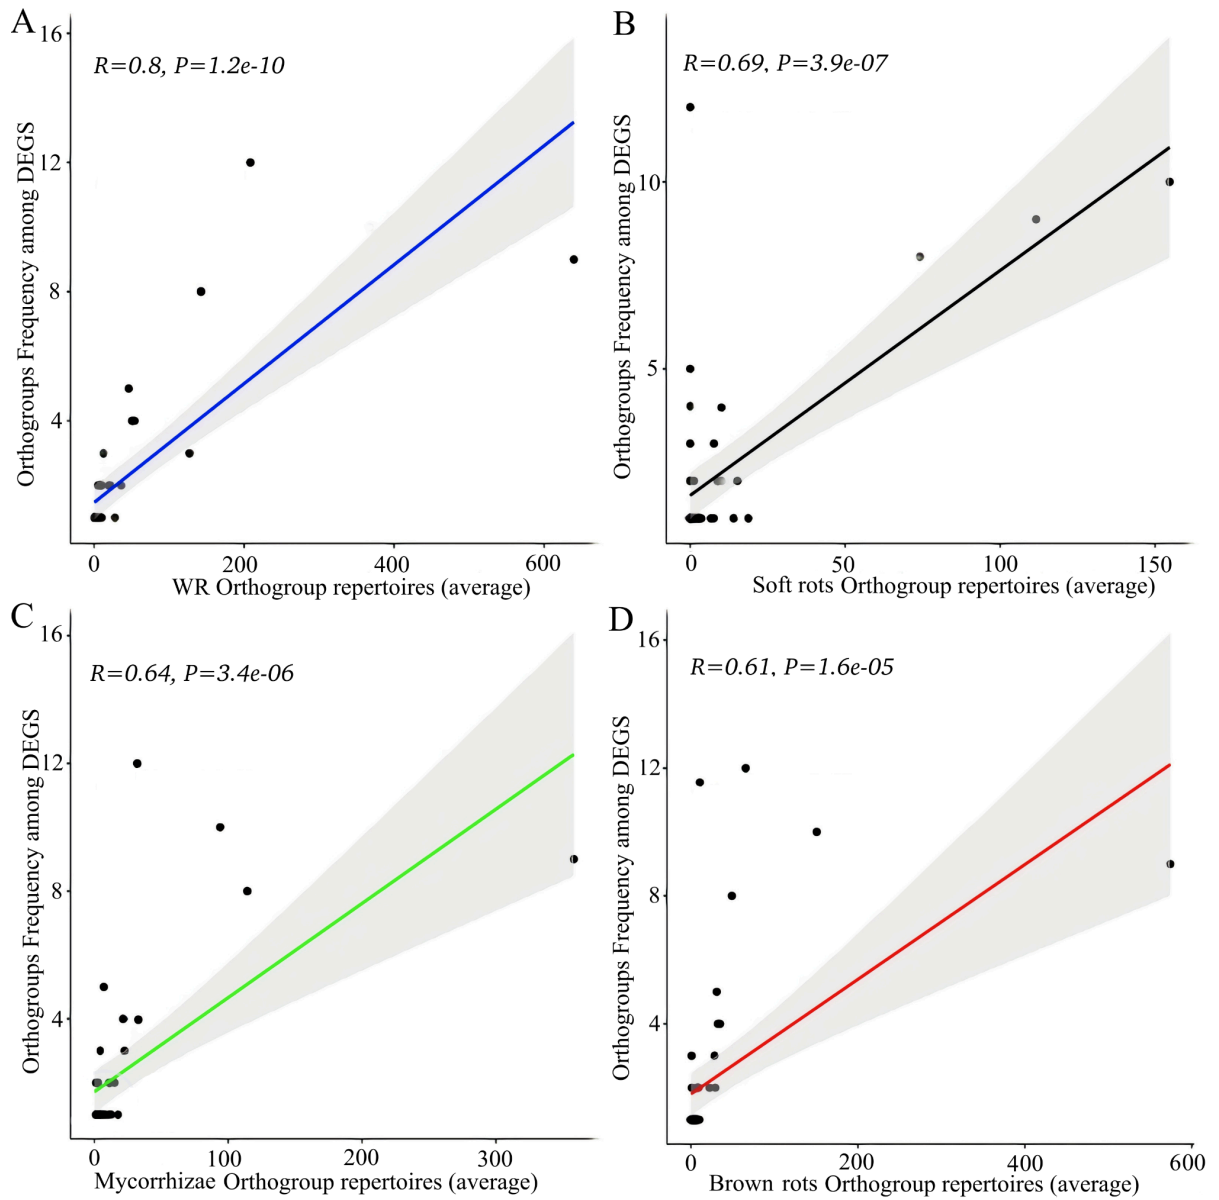 A
16
R=0.8, P=1.2e-10
12
8
4
Orthogroups Frequency among DEGS
0 200 400 600
WR Orthogroup repertoires (average)
B
R=0.69, P=3.9e-07
10
5
Orthogroups Frequency among DEGS
0 50 100 150
Soft rots Orthogroup repertoires (average)
C
16
R=0.64, P=3.4e-06
12
8
4
Orthogroups Frequency among DEGS
0 100 200 300
Mycorrhizae Orthogroup repertoires (average)
D
16
R=0.61, P=1.6e-05
12
8
4
Orthogroups Frequency among DEGS
0 200 400 600
Brown rots Orthogroup repertoires (average)